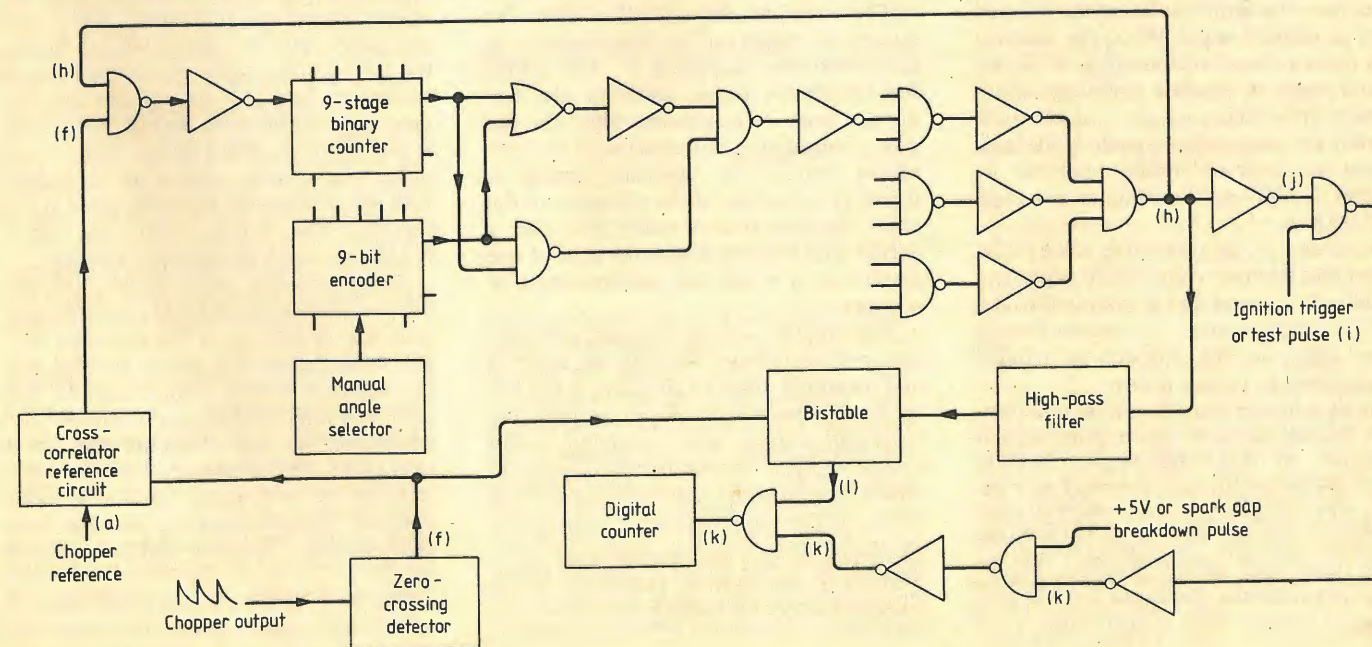 (h)
(f)
9-stage
binary
counter
9-bit
encoder
Manual
angle
selector
Cross-
correlator
reference
circuit
(a)
Chopper
reference
Chopper output
(f)
Zero-
crossing
detector
(h)
(j)
Ignition trigger
or test pulse (i)
Bistable
High-pass
filter
(l)
Digital
counter
(k)
(k)
+5V or spark gap
breakdown pulse
(k)